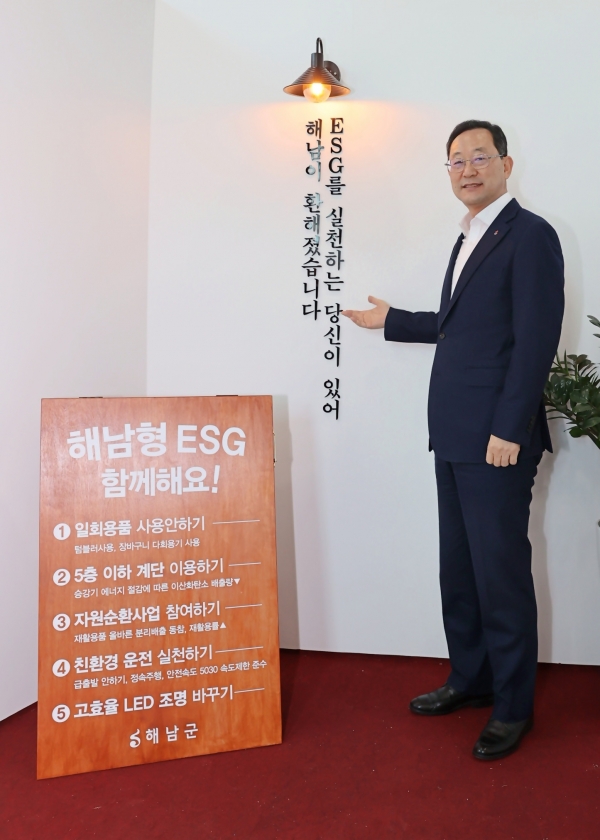 ESG를 실천하는 당신이 있어
해남이 환해졌습니다
해남형 ESG
함께해요!
1 일회용품 사용안하기
텀블러사용, 장바구니 다회용기 사용
2 5층 이하 계단 이용하기
승강기 에너지 절감에 따른 이산화탄소 배출량▼
3 자원순환사업 참여하기
재활용품 올바른 분리배출 동참, 재활용률▲
4 친환경 운전 실천하기
급출발 안하기, 정속주행, 안전속도 5030 속도제한 준수
5 고효율 LED 조명 바꾸기
해남군